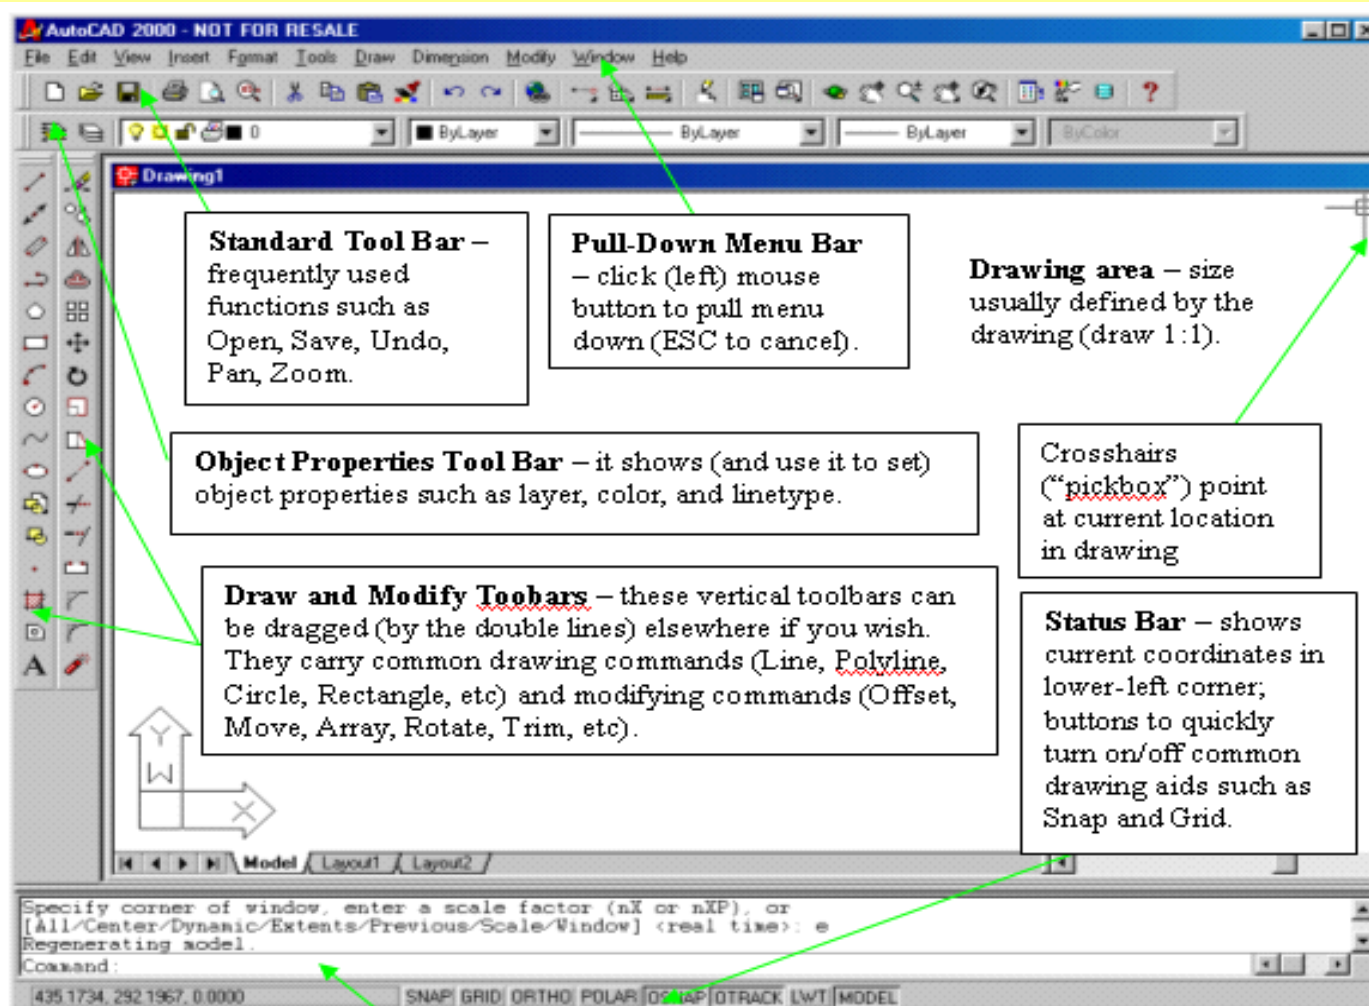 AutoCAD 2000 - NOT FOR RESALE
File Edit View Insert Format Tools Draw Dimension Modify Window Help
0 ByLayer ByLayer ByLayer ByColor
Drawing1
Standard Tool Bar –
frequently used
functions such as
Open, Save, Undo,
Pan, Zoom.
Pull-Down Menu Bar
– click (left) mouse
button to pull menu
down (ESC to cancel).
Drawing area – size
usually defined by the
drawing (draw 1:1).
Object Properties Tool Bar – it shows (and use it to set)
object properties such as layer, color, and linetype.
Crosshairs
(“pickbox”) point
at current location
in drawing
Draw and Modify Toobars – these vertical toolbars can
be dragged (by the double lines) elsewhere if you wish.
They carry common drawing commands (Line, Polyline,
Circle, Rectangle, etc) and modifying commands (Offset,
Move, Array, Rotate, Trim, etc).
Status Bar – shows
current coordinates in
lower-left corner;
buttons to quickly
turn on/off common
drawing aids such as
Snap and Grid.
A
Y
W
X
Model Layout1 Layout2
Specify corner of window, enter a scale factor (nX or nXP), or
[All/Center/Dynamic/Extents/Previous/Scale/Window] <real time>: e
Regenerating model.
Command:
435.1734, 292.1967, 0.0000 SNAP GRID ORTHO POLAR OSNAP OTRACK LWT MODEL